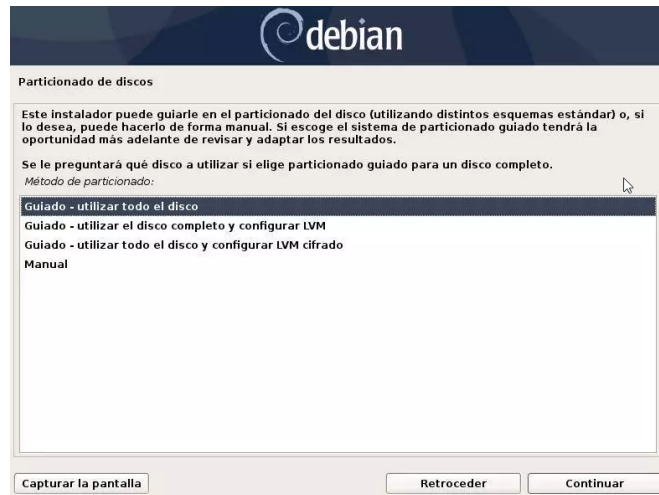 debian
Particionado de discos
Este instalador puede guiarle en el particionado del disco (utilizando distintos esquemas estándar) o, si
lo desea, puede hacerlo de forma manual. Si escoge el sistema de particionado guiado tendrá la
oportunidad más adelante de revisar y adaptar los resultados.
Se le preguntará qué disco a utilizar si elige particionado guiado para un disco completo.
Método de particionado:
Guiado - utilizar todo el disco
Guiado - utilizar el disco completo y configurar LVM
Guiado - utilizar todo el disco y configurar LVM cifrado
Manual
Capturar la pantalla
Retroceder
Continuar